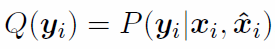 Q(𝒚ᵢ) = P(𝒚ᵢ|𝒙ᵢ, 𝒙̂ᵢ)